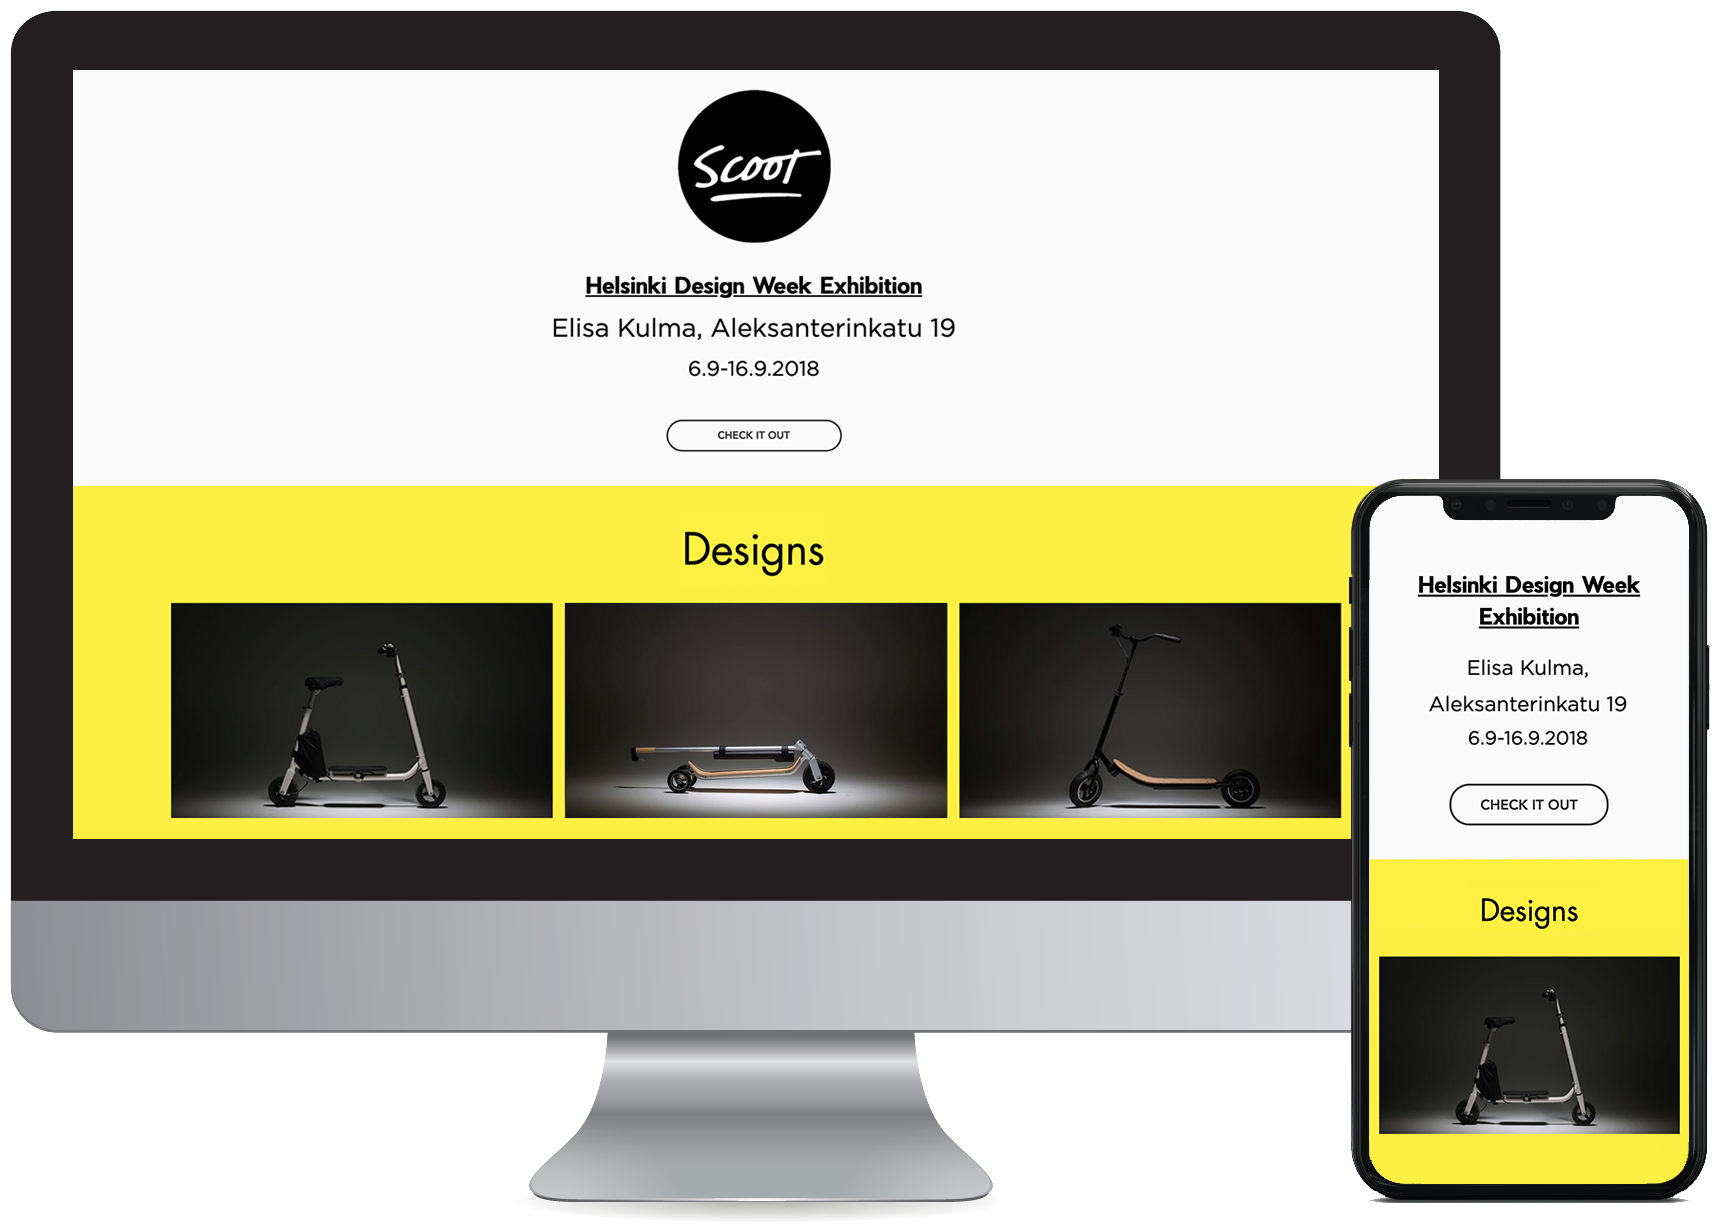 Scoot
Helsinki Design Week Exhibition
Elisa Kulma, Aleksanterinkatu 19
6.9-16.9.2018
CHECK IT OUT
Designs
Helsinki Design Week
Exhibition
Elisa Kulma,
Aleksanterinkatu 19
6.9-16.9.2018
CHECK IT OUT
Designs